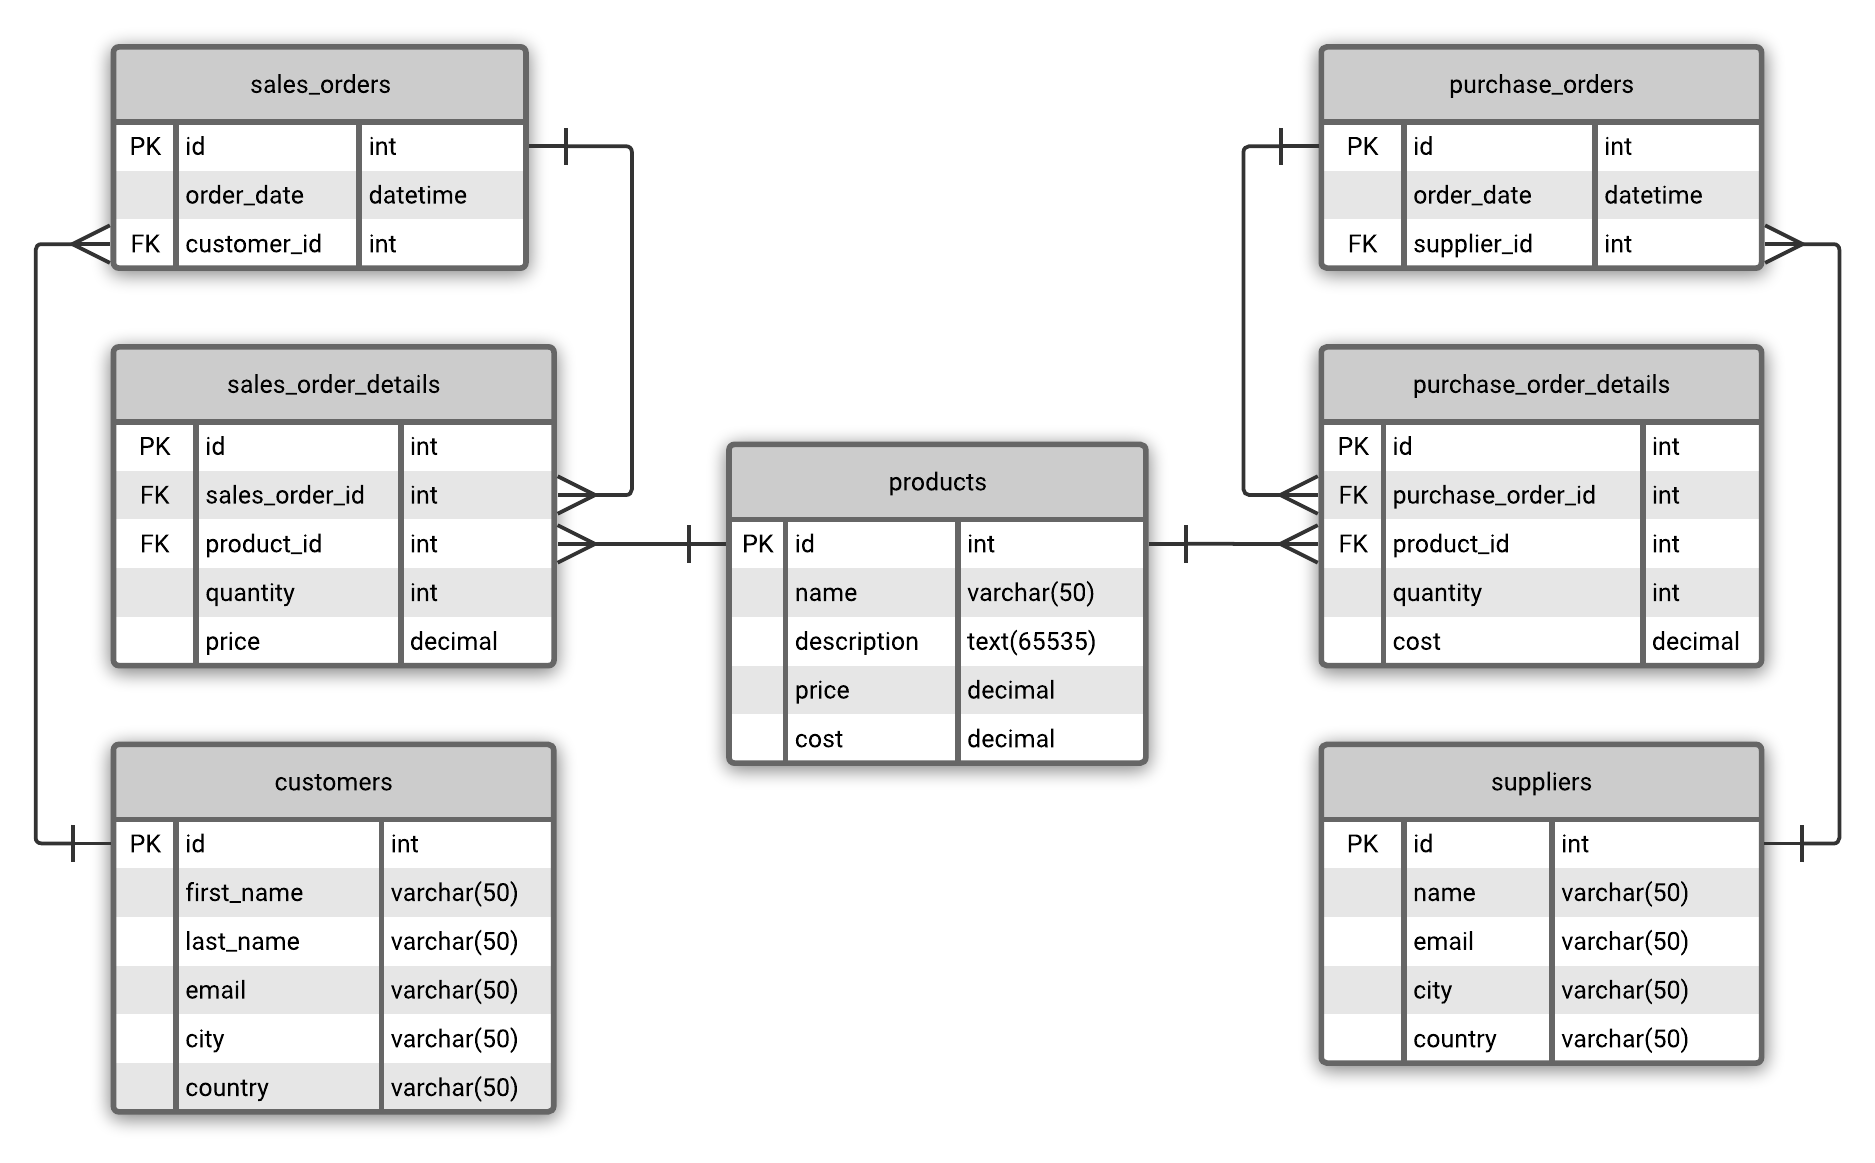 sales_orders
PK id int
order_date datetime
FK customer_id int
sales_order_details
PK id int
FK sales_order_id int
FK product_id int
quantity int
price decimal
customers
PK id int
first_name varchar(50)
last_name varchar(50)
email varchar(50)
city varchar(50)
country varchar(50)
products
PK id int
name varchar(50)
description text(65535)
price decimal
cost decimal
purchase_orders
PK id int
order_date datetime
FK supplier_id int
purchase_order_details
PK id int
FK purchase_order_id int
FK product_id int
quantity int
cost decimal
suppliers
PK id int
name varchar(50)
email varchar(50)
city varchar(50)
country varchar(50)